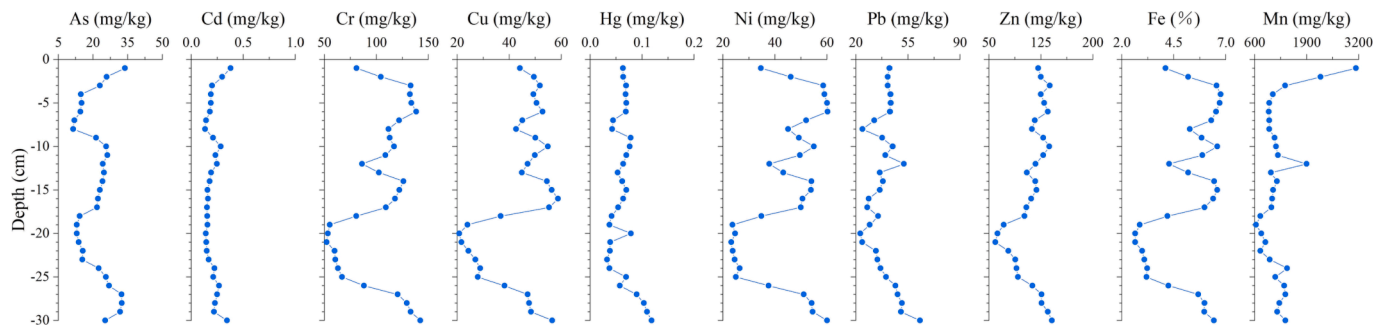 As (mg/kg) Cd (mg/kg) Cr (mg/kg) Cu (mg/kg) Hg (mg/kg) Ni (mg/kg) Pb (mg/kg) Zn (mg/kg) Fe (%) Mn (mg/kg)
5 20 35 50 0.0 0.5 1.0 50 100 150 20 40 60 0.0 0.1 0.2 20 40 60 20 55 90 50 125 200 2.0 4.5 7.0 600 1900 3200
0
-5
-10
-15
-20
-25
-30
Depth (cm)